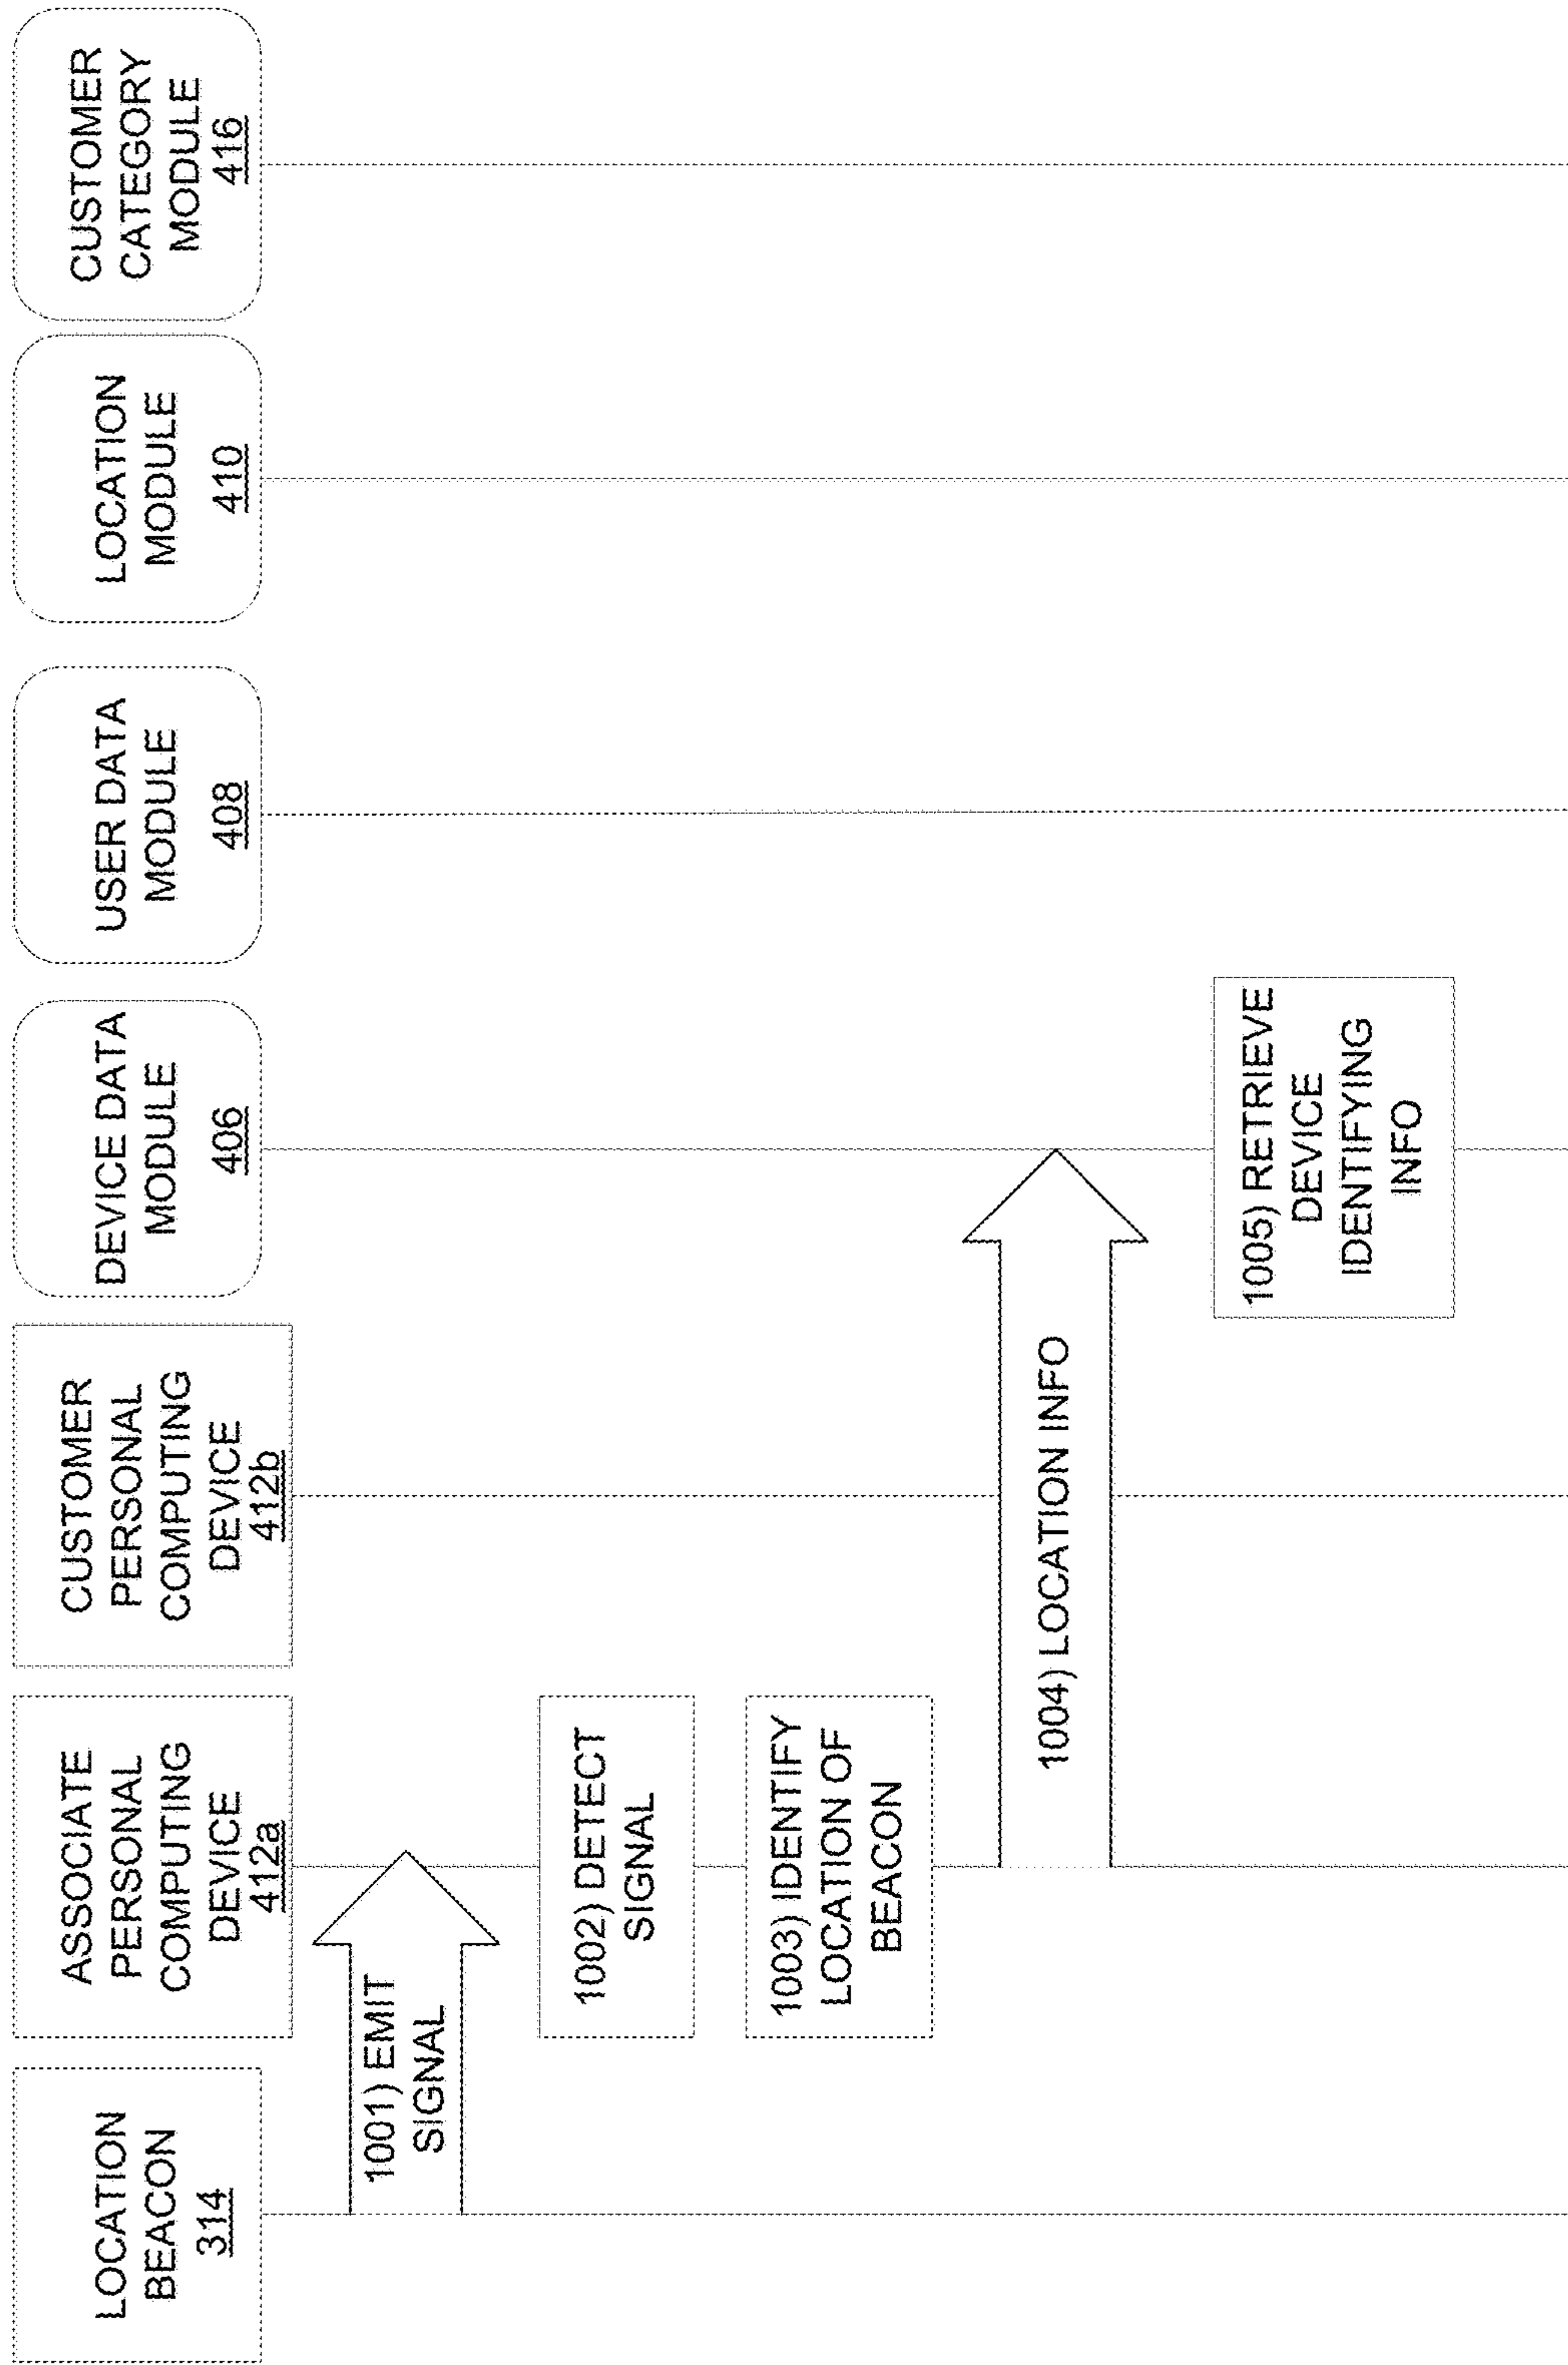 LOCATION
BEACON
314
ASSOCIATE
PERSONAL
COMPUTING
DEVICE
412a
CUSTOMER
PERSONAL
COMPUTING
DEVICE
412b
DEVICE DATA
MODULE
406
USER DATA
MODULE
408
LOCATION
MODULE
410
CUSTOMER
CATEGORY
MODULE
416
1001) EMIT
SIGNAL
1002) DETECT
SIGNAL
1003) IDENTIFY
LOCATION OF
BEACON
1004) LOCATION INFO
1005) RETRIEVE
DEVICE
IDENTIFYING
INFO